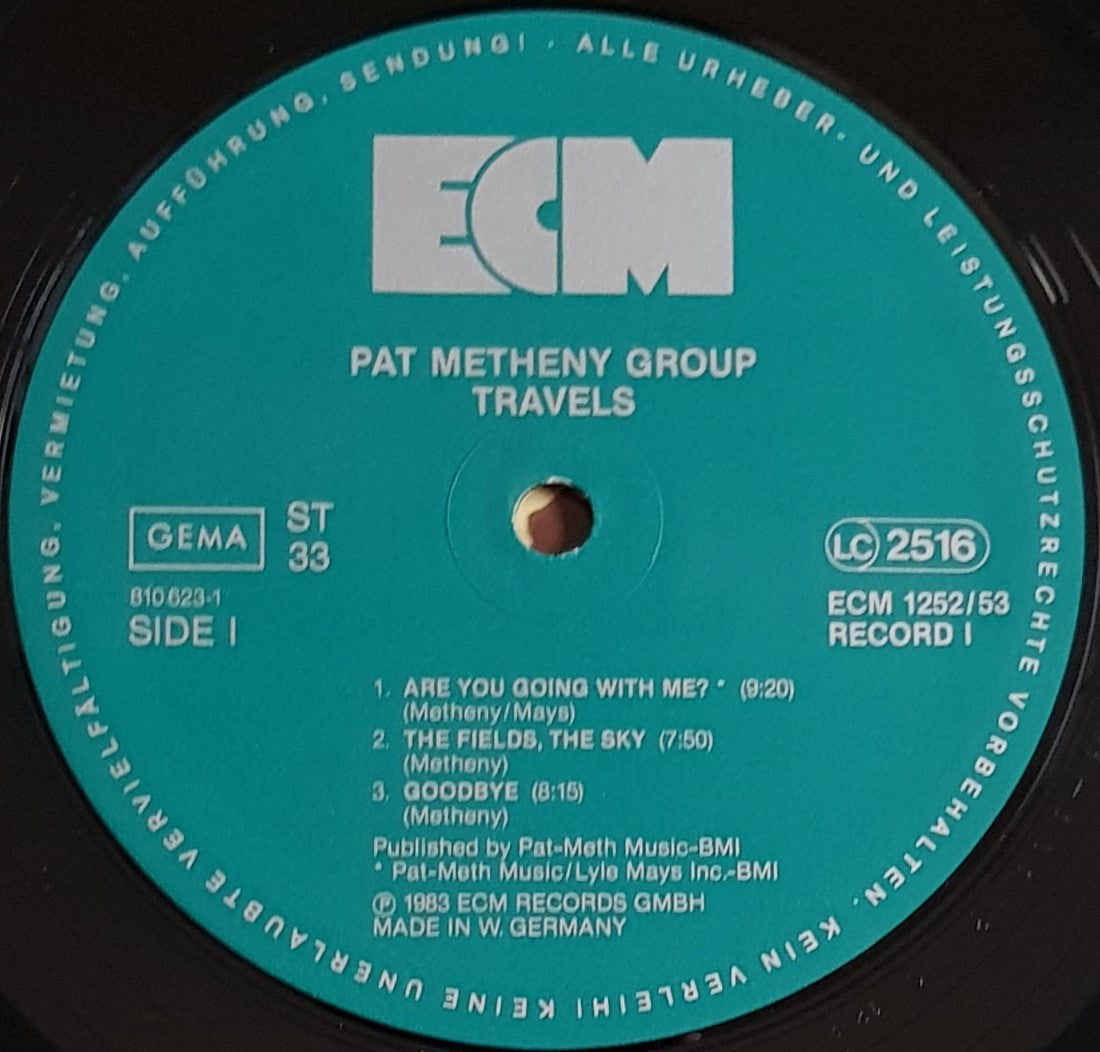 ALLE URHEBER- UND LEISTUNGSSCHUTZRECHTE VORBEHALTEN. KEIN VERLEIH! KEINE UNERLAUBTE VERVIELFÄLTIGUNG, VERMIETUNG, AUFFÜHRUNG, SENDUNG! ·
ECM
PAT METHENY GROUP
TRAVELS
GEMA
ST
33
810 623-1
SIDE I
LC 2516
ECM 1252/53
RECORD I
1. ARE YOU GOING WITH ME? * (9:20)
(Metheny/Mays)
2. THE FIELDS, THE SKY (7:50)
(Metheny)
3. GOODBYE (8:15)
(Metheny)
Published by Pat-Meth Music-BMI
* Pat-Meth Music/Lyle Mays Inc.-BMI
℗ 1983 ECM RECORDS GMBH
MADE IN W. GERMANY